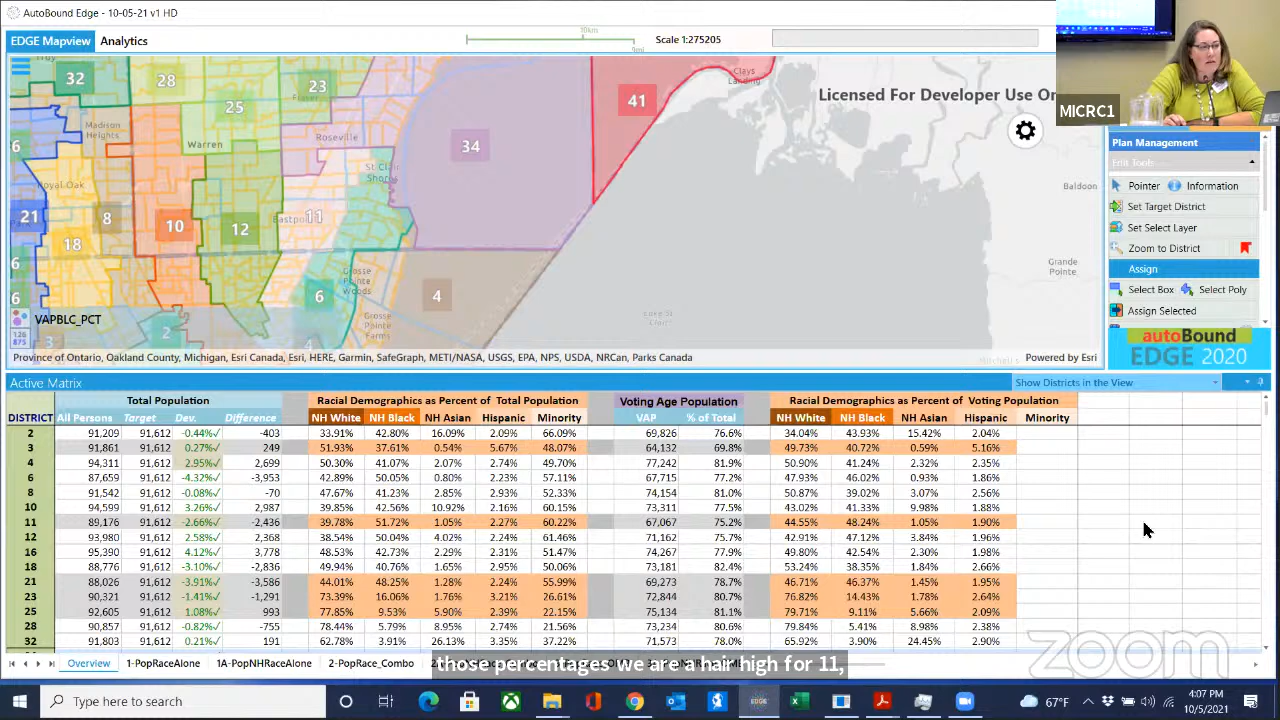 AutoBound Edge - 10-05-21 v1 HD
EDGE Mapview Analytics
10km
9mi
Scale 1:275205
Licensed For Developer Use On
MICRC1
32
28
25
23
Fraser
Madison
Heights
Warren
Roseville
41
Clays
Landing
34
Royal Oak
St Clair
Shores
21
8
18
10
12
Eastpointe
11
6
Grosse
Pointe
Woods
4
Grosse
Pointe
Farms
2
3
Baldoon
Grande
Pointe
Lake St
Clair
Mitchell's
VAPBLC_PCT
Province of Ontario, Oakland County, Michigan, Esri Canada, Esri, HERE, Garmin, SafeGraph, METI/NASA, USGS, EPA, NPS, USDA, NRCan, Parks Canada
Powered by Esri
Plan Management
Edit Tools
Pointer Information
Set Target District
Set Select Layer
Zoom to District
Assign
Select Box Select Poly
Assign Selected
autoBound
EDGE 2020
Active Matrix
Show Districts in the View
Total Population Racial Demographics as Percent of Total Population Voting Age Population Racial Demographics as Percent of Voting Population
DISTRICT All Persons Target Dev. Difference NH White NH Black NH Asian Hispanic Minority VAP % of Total NH White NH Black NH Asian Hispanic Minority
2 91,209 91,612 -0.44%✓ -403 33.91% 42.80% 16.09% 2.09% 66.09% 69,826 76.6% 34.04% 43.93% 15.42% 2.04%
3 91,861 91,612 0.27%✓ 249 51.93% 37.61% 0.54% 5.67% 48.07% 64,132 69.8% 49.73% 40.72% 0.59% 5.16%
4 94,311 91,612 2.95%✓ 2,699 50.30% 41.07% 2.07% 2.74% 49.70% 77,242 81.9% 50.90% 41.24% 2.32% 2.35%
6 87,659 91,612 -4.32%✓ -3,953 42.89% 50.05% 0.80% 2.23% 57.11% 67,715 77.2% 47.93% 46.02% 0.93% 1.86%
8 91,542 91,612 -0.08%✓ -70 47.67% 41.23% 2.85% 2.93% 52.33% 74,154 81.0% 50.87% 39.02% 3.07% 2.56%
10 94,599 91,612 3.26%✓ 2,987 39.85% 42.56% 10.92% 2.16% 60.15% 73,311 77.5% 43.02% 41.33% 9.98% 1.88%
11 89,176 91,612 -2.66%✓ -2,436 39.78% 51.72% 1.05% 2.27% 60.22% 67,067 75.2% 44.55% 48.24% 1.05% 1.90%
12 93,980 91,612 2.58%✓ 2,368 38.54% 50.04% 4.02% 2.24% 61.46% 71,162 75.7% 42.91% 47.12% 3.84% 1.96%
16 95,390 91,612 4.12%✓ 3,778 48.53% 42.73% 2.29% 2.31% 51.47% 74,267 77.9% 49.80% 42.54% 2.30% 1.98%
18 88,776 91,612 -3.10%✓ -2,836 49.94% 40.76% 1.65% 2.95% 50.06% 73,181 82.4% 53.24% 38.35% 1.84% 2.66%
21 88,026 91,612 -3.91%✓ -3,586 44.01% 48.25% 1.28% 2.24% 55.99% 69,273 78.7% 46.71% 46.37% 1.45% 1.95%
23 90,321 91,612 -1.41%✓ -1,291 73.39% 16.06% 1.76% 3.21% 26.61% 72,844 80.7% 76.82% 14.43% 1.78% 2.64%
25 92,605 91,612 1.08%✓ 993 77.85% 9.53% 5.90% 2.39% 22.15% 75,134 81.1% 79.71% 9.11% 5.66% 2.09%
28 90,857 91,612 -0.82%✓ -755 78.44% 5.79% 8.95% 2.74% 21.56% 73,234 80.6% 79.84% 5.41% 8.98% 2.38%
32 91,803 91,612 0.21%✓ 191 62.78% 3.91% 26.13% 3.35% 37.22% 71,573 78.0% 65.92% 3.90% 24.45% 2.90%
Overview 1-PopRaceAlone 1A-PopNHRaceAlone 2-PopRace_Combo
those percentages we are a hair high for 11,
zoom
Type here to search
67°F
4:07 PM
10/5/2021